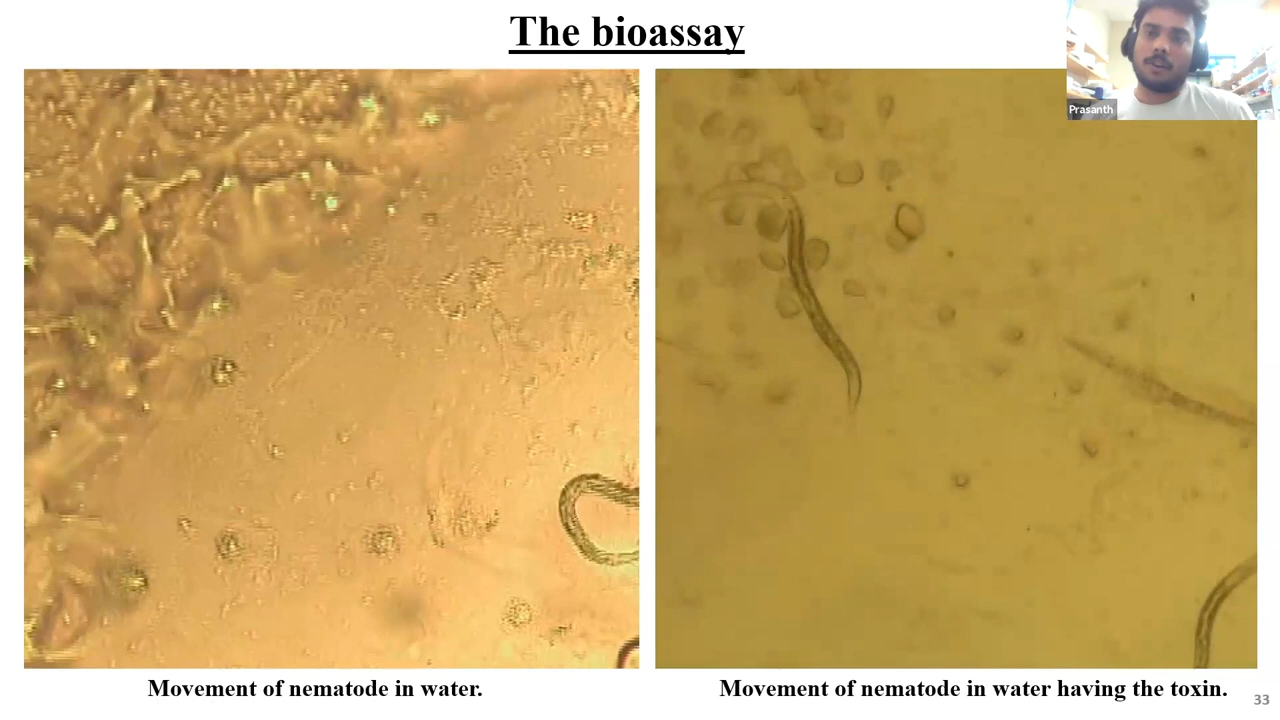 The bioassay
Prasanth
Movement of nematode in water.
Movement of nematode in water having the toxin.
33